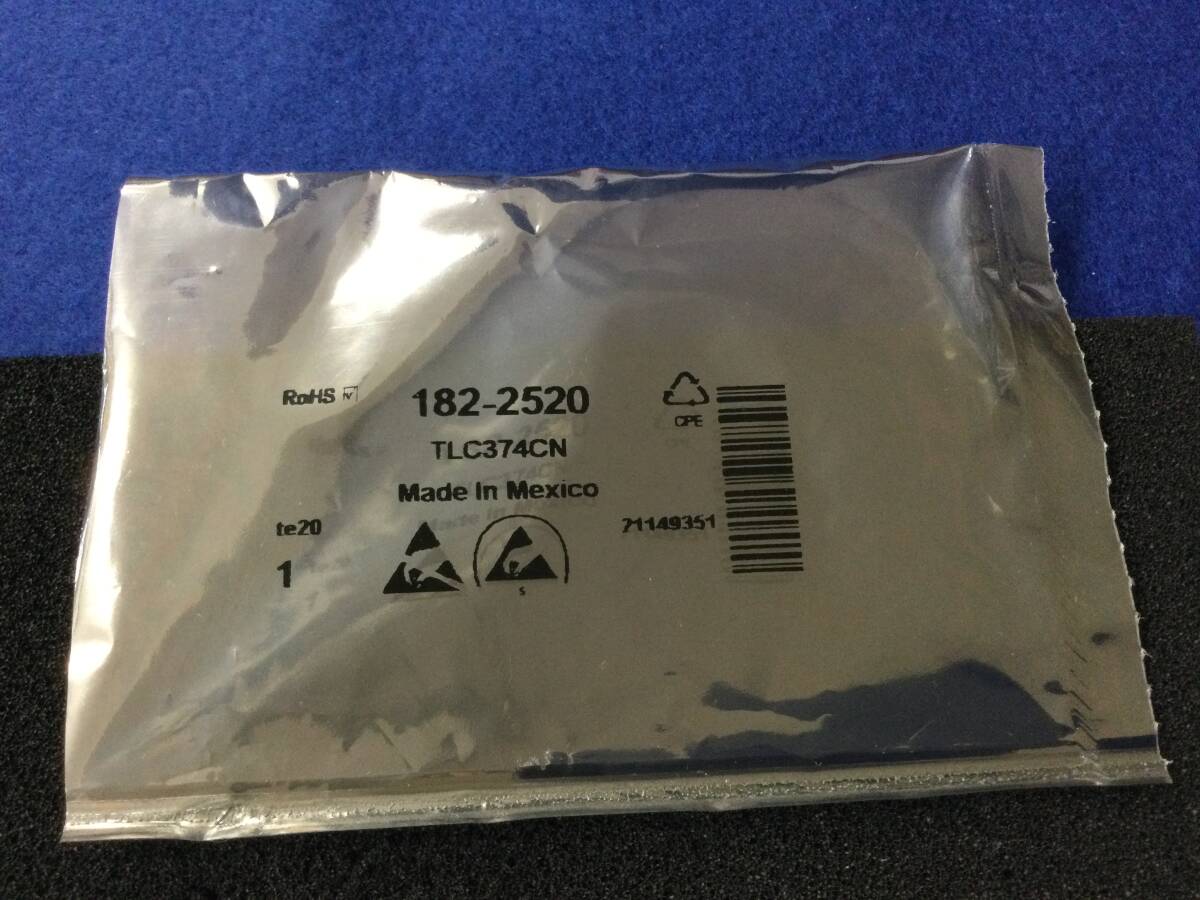 RoHS
182-2520
TLC374CN
Made In Mexico
CPE
te20
1
71149351
S